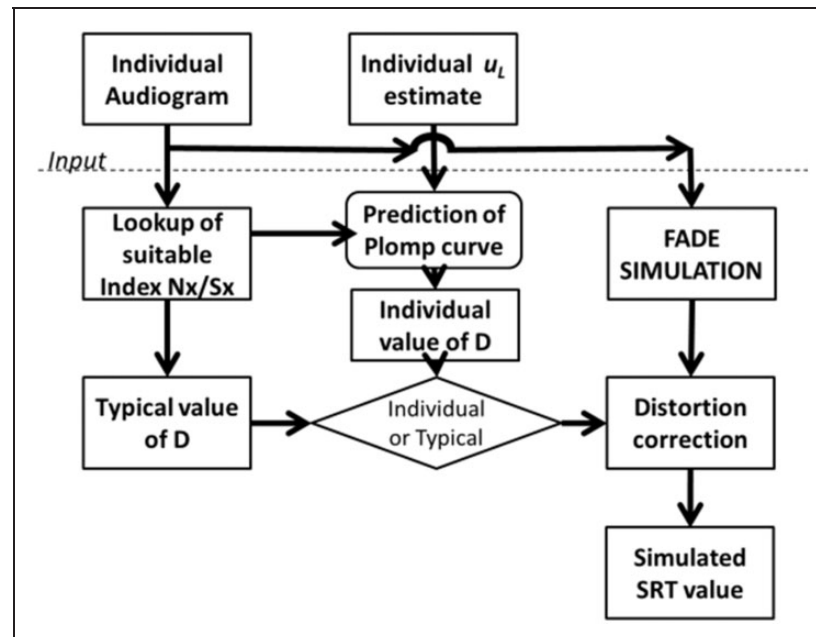 Individual
Audiogram
Individual u_L
estimate
Input
Lookup of
suitable
Index Nx/Sx
Prediction of
Plomp curve
FADE
SIMULATION
Individual
value of D
Typical value
of D
Individual
or Typical
Distortion
correction
Simulated
SRT value